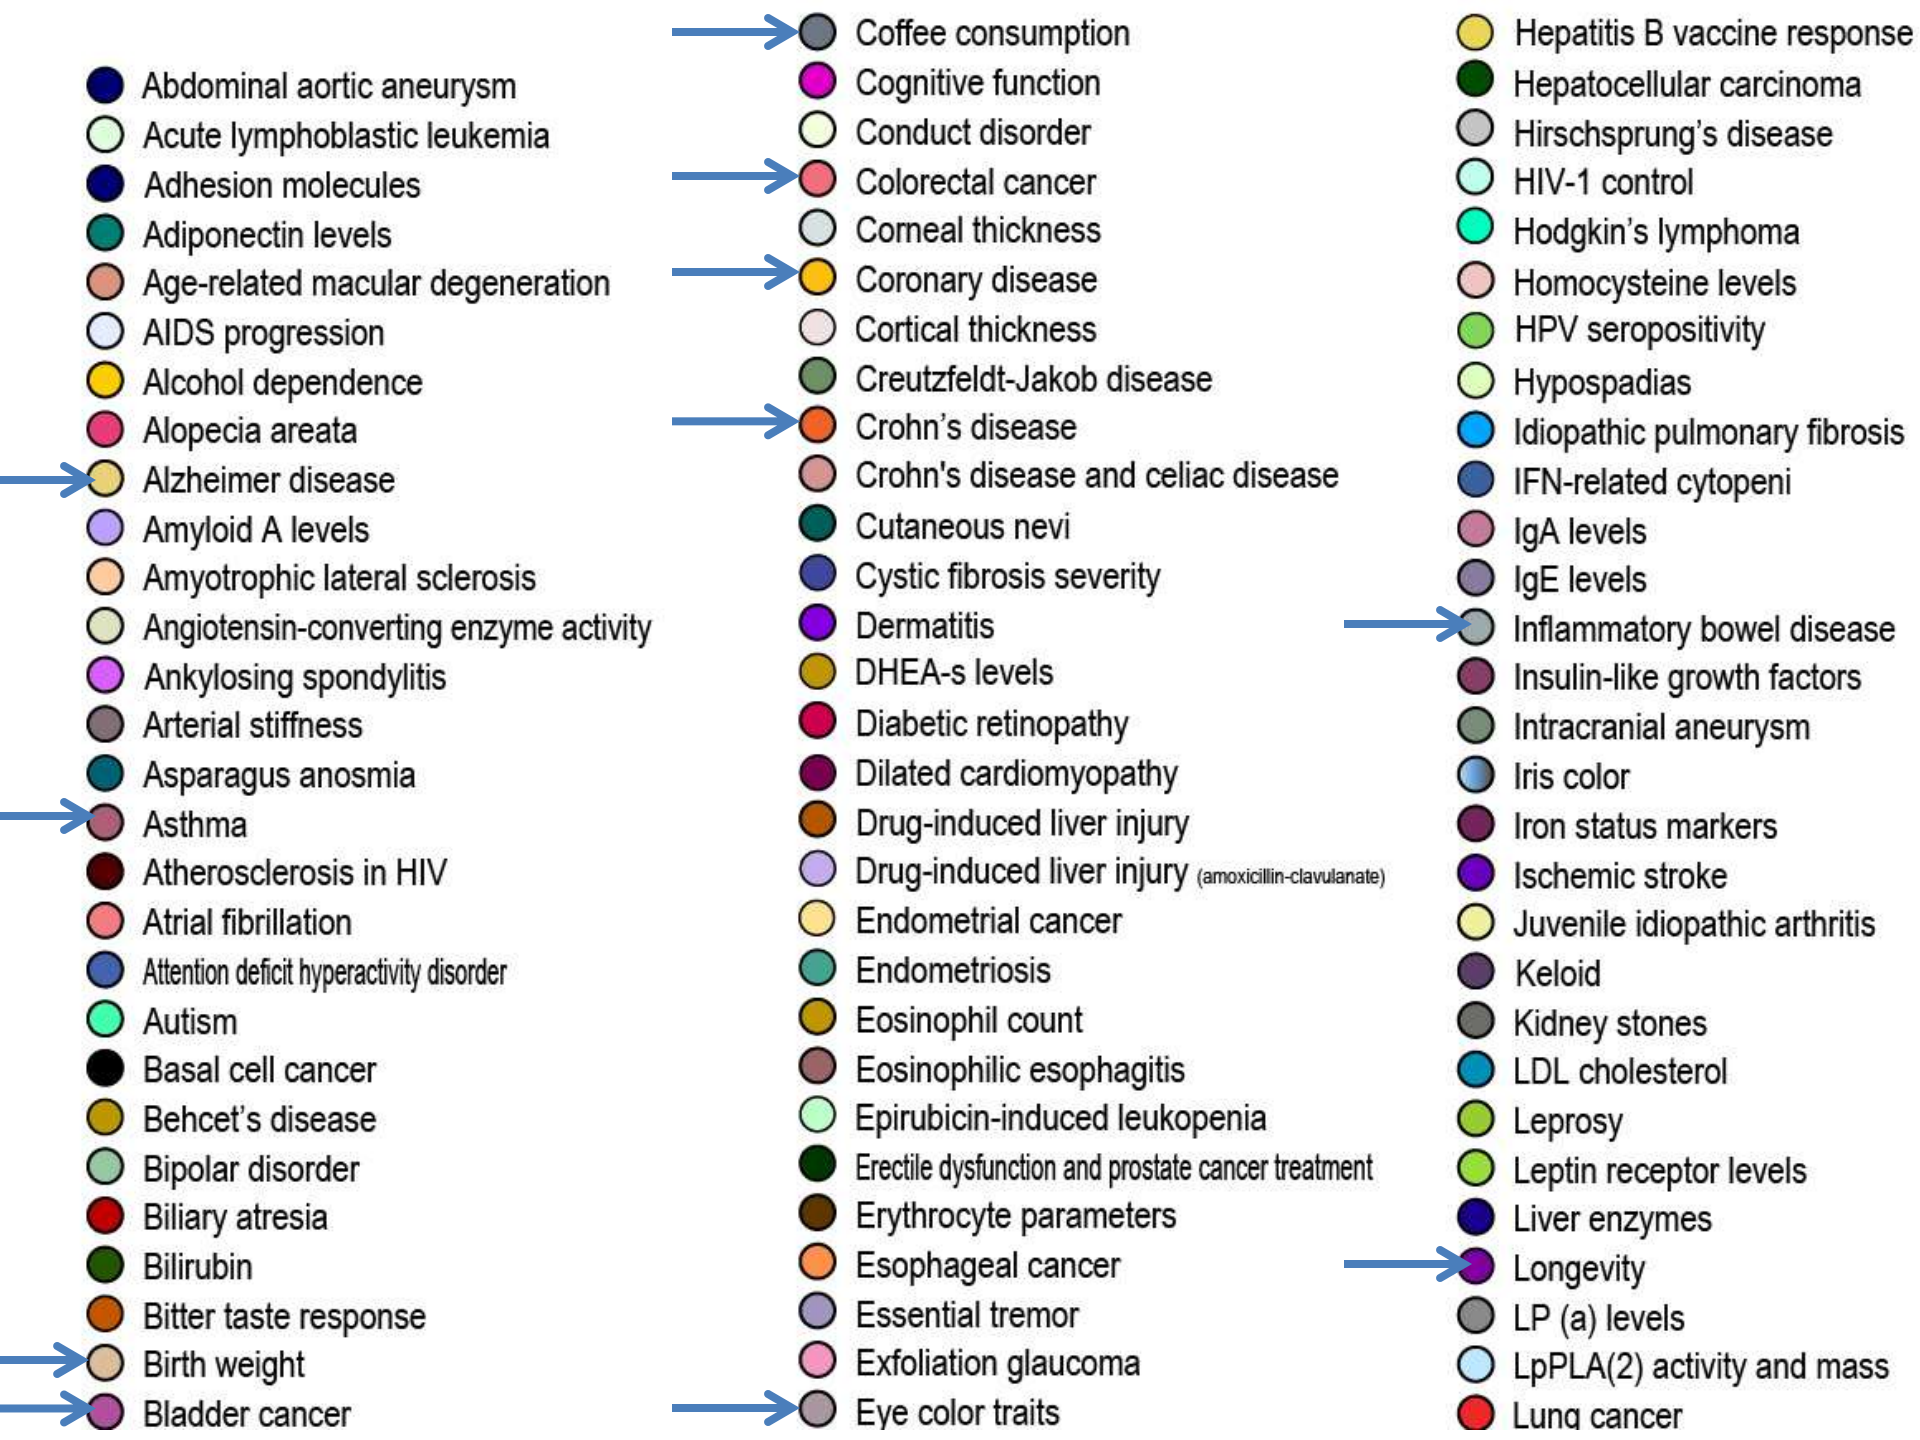 Abdominal aortic aneurysm
Acute lymphoblastic leukemia
Adhesion molecules
Adiponectin levels
Age-related macular degeneration
AIDS progression
Alcohol dependence
Alopecia areata
Alzheimer disease
Amyloid A levels
Amyotrophic lateral sclerosis
Angiotensin-converting enzyme activity
Ankylosing spondylitis
Arterial stiffness
Asparagus anosmia
Asthma
Atherosclerosis in HIV
Atrial fibrillation
Attention deficit hyperactivity disorder
Autism
Basal cell cancer
Behcet's disease
Bipolar disorder
Biliary atresia
Bilirubin
Bitter taste response
Birth weight
Bladder cancer
Coffee consumption
Cognitive function
Conduct disorder
Colorectal cancer
Corneal thickness
Coronary disease
Cortical thickness
Creutzfeldt-Jakob disease
Crohn's disease
Crohn's disease and celiac disease
Cutaneous nevi
Cystic fibrosis severity
Dermatitis
DHEA-s levels
Diabetic retinopathy
Dilated cardiomyopathy
Drug-induced liver injury
Drug-induced liver injury (amoxicillin-clavulanate)
Endometrial cancer
Endometriosis
Eosinophil count
Eosinophilic esophagitis
Epirubicin-induced leukopenia
Erectile dysfunction and prostate cancer treatment
Erythrocyte parameters
Esophageal cancer
Essential tremor
Exfoliation glaucoma
Eye color traits
Hepatitis B vaccine response
Hepatocellular carcinoma
Hirschsprung's disease
HIV-1 control
Hodgkin's lymphoma
Homocysteine levels
HPV seropositivity
Hypospadias
Idiopathic pulmonary fibrosis
IFN-related cytopeni
IgA levels
IgE levels
Inflammatory bowel disease
Insulin-like growth factors
Intracranial aneurysm
Iris color
Iron status markers
Ischemic stroke
Juvenile idiopathic arthritis
Keloid
Kidney stones
LDL cholesterol
Leprosy
Leptin receptor levels
Liver enzymes
Longevity
LP (a) levels
LpPLA(2) activity and mass
Lung cancer